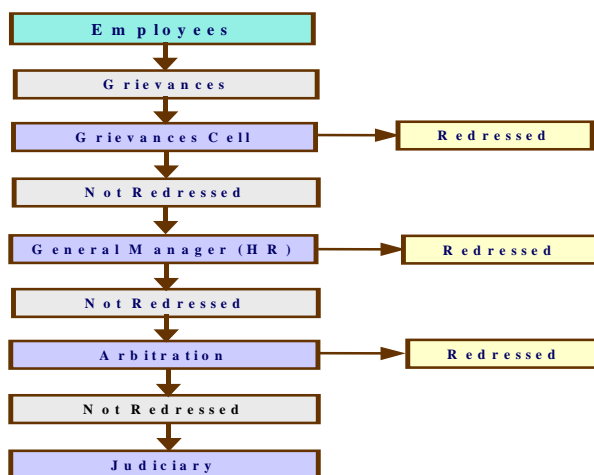 Employees
Grievances
Grievances Cell
Redressed
Not Redressed
General Manager (HR)
Redressed
Not Redressed
Arbitration
Redressed
Not Redressed
Judiciary